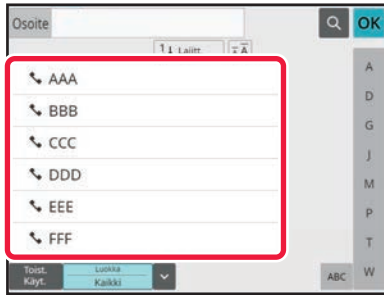 Osoite
OK
Lajitt.
AAA
BBB
CCC
DDD
EEE
FFF
A
D
G
J
M
P
T
W
Toist.
Käyt.
Luokka
Kaikki
ABC